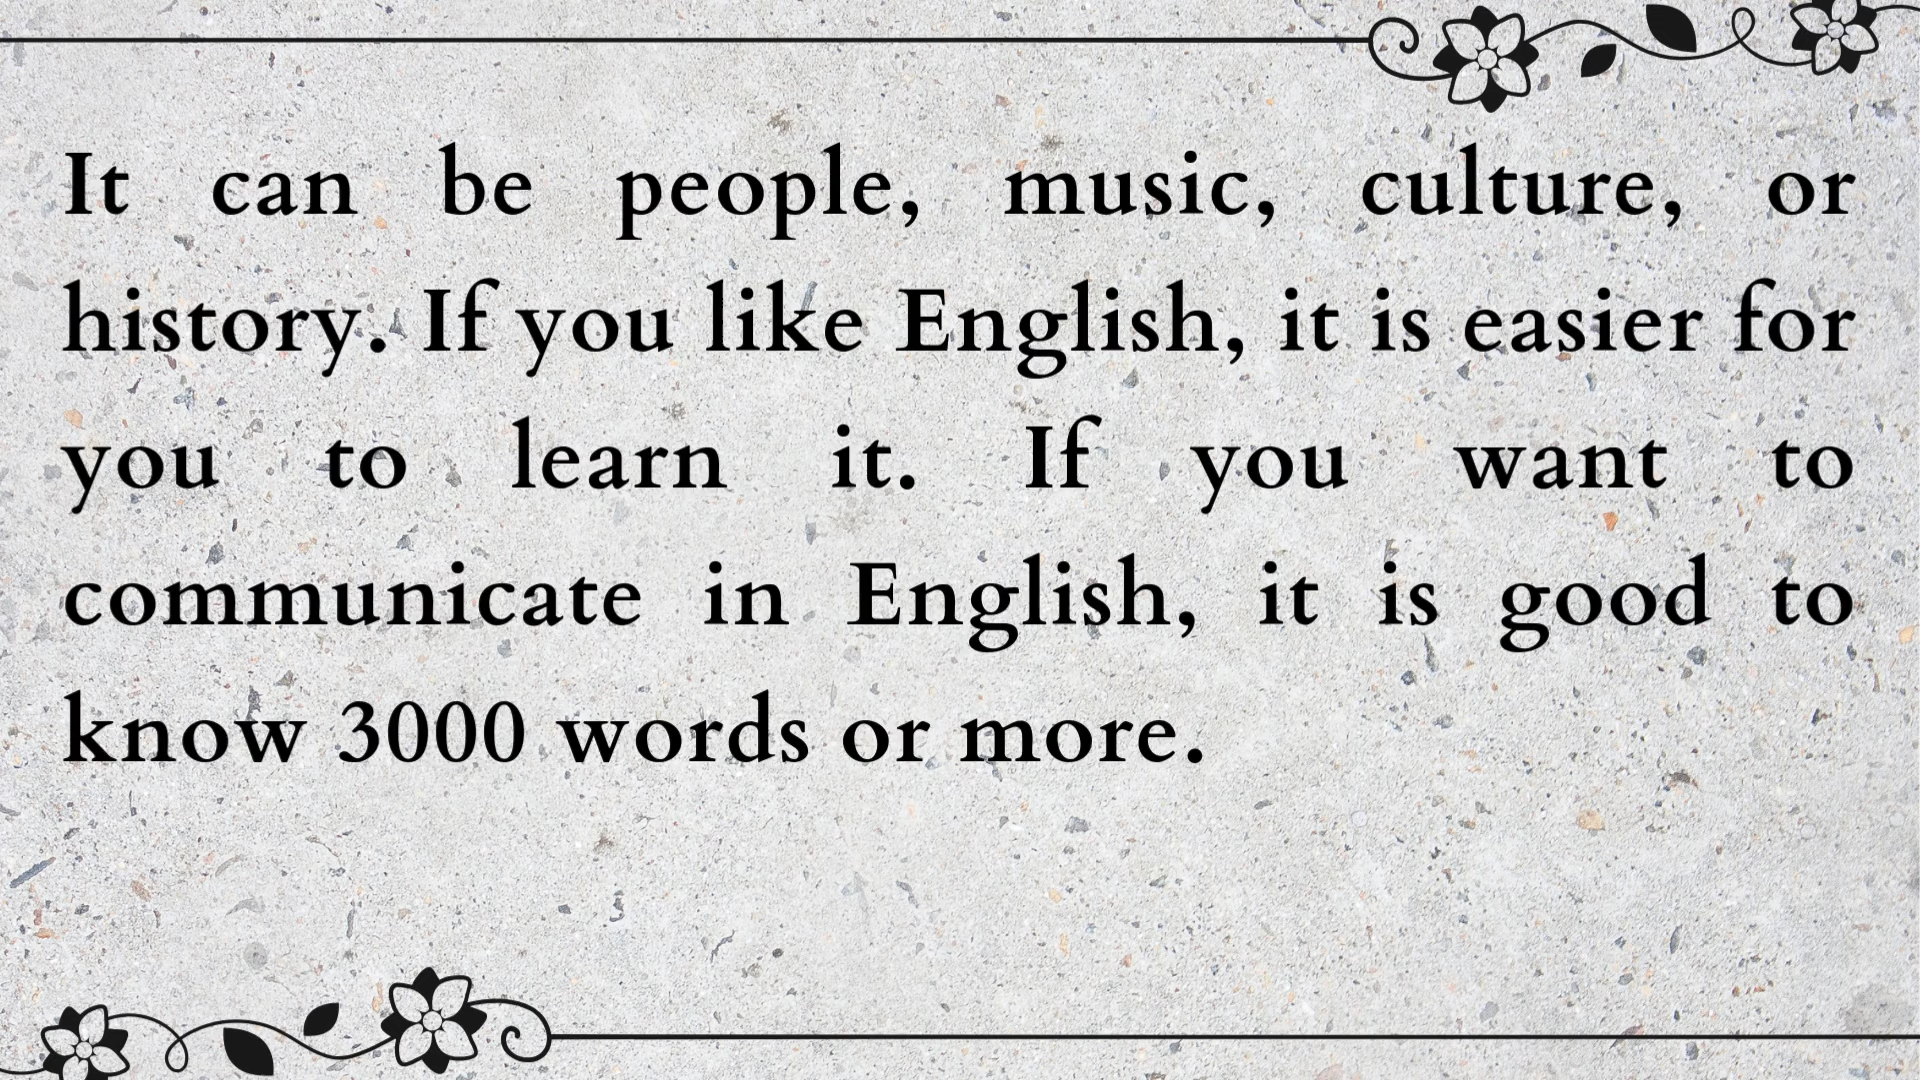 It can be people, music, culture, or
history. If you like English, it is easier for
you to learn it. If you want to
communicate in English, it is good to
know 3000 words or more.